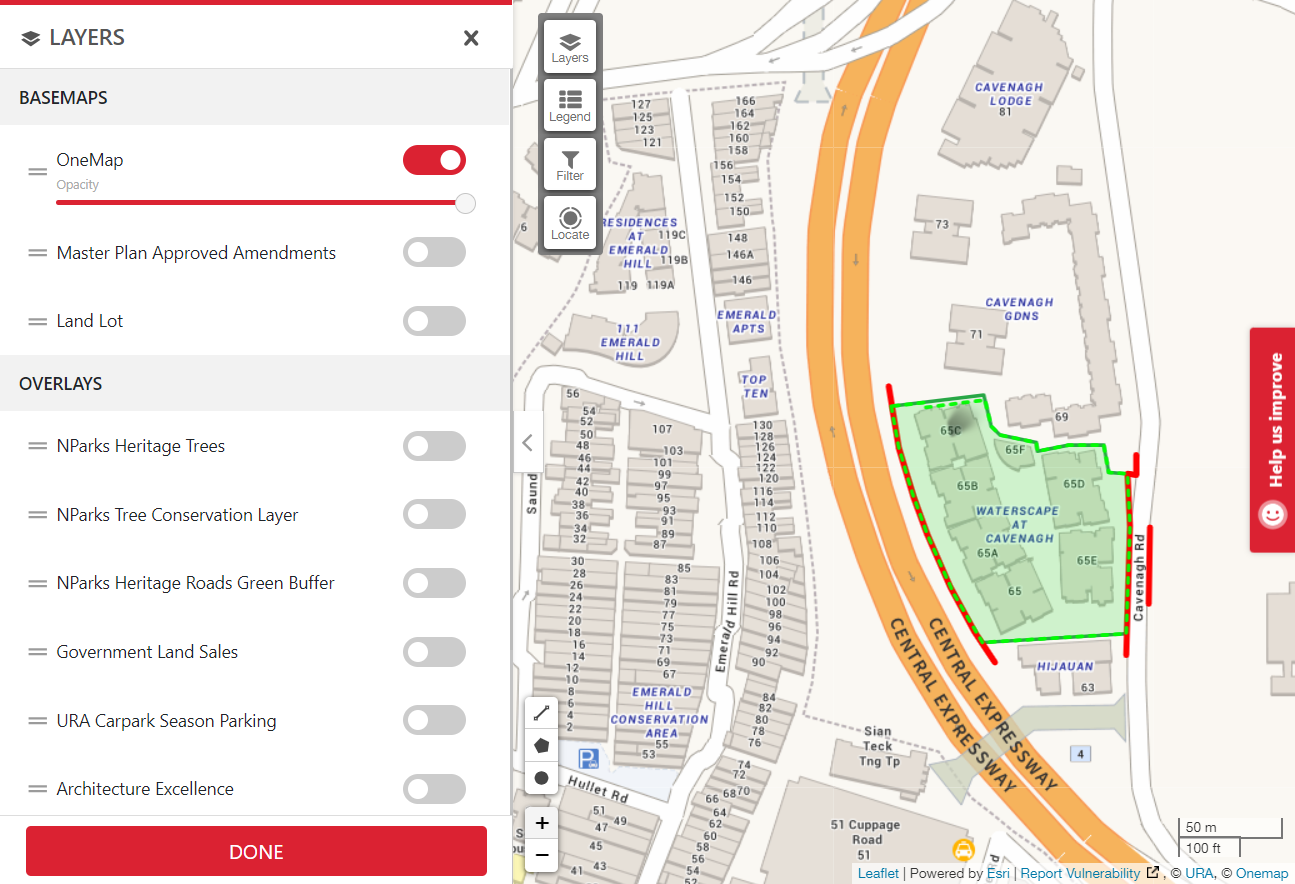 LAYERS
BASEMAPS
OneMap
Opacity
Master Plan Approved Amendments
Land Lot
OVERLAYS
NParks Heritage Trees
NParks Tree Conservation Layer
NParks Heritage Roads Green Buffer
Government Land Sales
URA Carpark Season Parking
Architecture Excellence
DONE
Layers
Legend
Filter
Locate
127
125
123
121
166
164
162
160
158
156
154
152
150
148
146A
146
6
RESIDENCES
AT
EMERALD
HILL
119C
119B
119
119A
111
EMERALD
HILL
EMERALD
APTS
TOP
TEN
CAVENAGH
LODGE
81
73
CAVENAGH
GDNS
71
69
65C
65F
65B
65D
WATERSCAPE
AT
CAVENAGH
65A
65E
65
HIJAUAN
63
56
54
52
50
48
46
44
42
40
38
36
34
32
30
28
26
24
22
20
18
16
14
12
10
8
6
4
2
107
103
101
99
97
95
93
91
89
87
85
83
81
79
77
75
73
71
69
67
EMERALD
HILL
CONSERVATION
AREA
55
53
130
128
126
124
122
120
116
114
112
110
108
106
104
102
100
98
96
94
92
90
84
82
80
78
76
74
72
70
68
66
64
62
60
58
56
54
52
51
49
47
45
43
41
Saund
Emerald Hill Rd
Hullet Rd
Cavenagh Rd
CENTRAL EXPRESSWAY
CENTRAL EXPRESSWAY
Sian
Teck
Tng Tp
4
51 Cuppage
Road
51
P
Help us improve
+
−
50 m
100 ft
Leaflet | Powered by Esri | Report Vulnerability , © URA, © Onemap